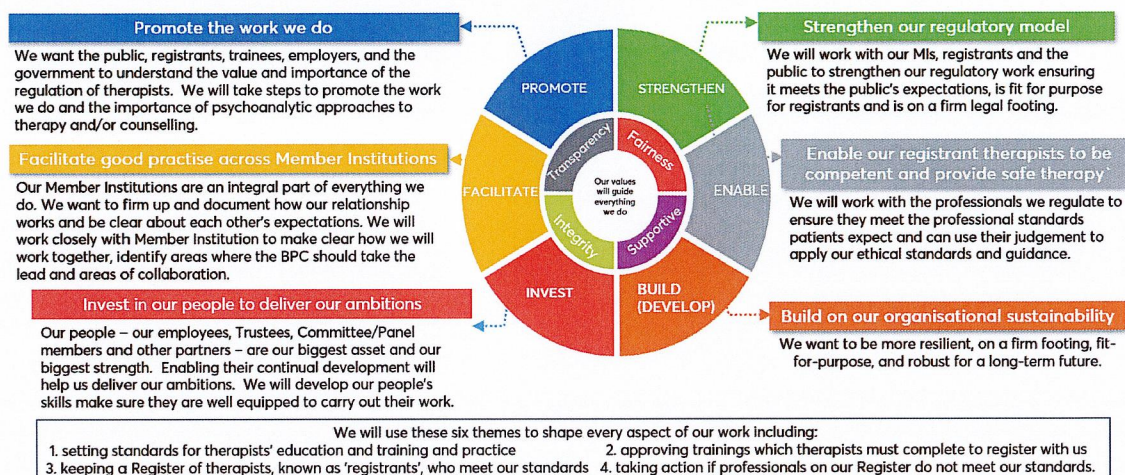 Promote the work we do
We want the public, registrants, trainees, employers, and the
government to understand the value and importance of the
regulation of therapists. We will take steps to promote the work
we do and the importance of psychoanalytic approaches to
therapy and/or counselling.
Facilitate good practise across Member Institutions
Our Member Institutions are an integral part of everything we
do. We want to firm up and document how our relationship
works and be clear about each other's expectations. We will
work closely with Member Institution to make clear how we will
work together, identify areas where the BPC should take the
lead and areas of collaboration.
Invest in our people to deliver our ambitions
Our people – our employees, Trustees, Committee/Panel
members and other partners – are our biggest asset and our
biggest strength. Enabling their continual development will
help us deliver our ambitions. We will develop our people's
skills make sure they are well equipped to carry out their work.
PROMOTE
STRENGTHEN
FACILITATE
ENABLE
INVEST
BUILD
(DEVELOP)
Transparency
Fairness
Integrity
Supportive
Our values
will guide
everything
we do
Strengthen our regulatory model
We will work with our MIs, registrants and the
public to strengthen our regulatory work ensuring
it meets the public's expectations, is fit for purpose
for registrants and is on a firm legal footing.
Enable our registrant therapists to be
competent and provide safe therapy`
We will work with the professionals we regulate to
ensure they meet the professional standards
patients expect and can use their judgement to
apply our ethical standards and guidance.
Build on our organisational sustainability
We want to be more resilient, on a firm footing, fit-
for-purpose, and robust for a long-term future.
We will use these six themes to shape every aspect of our work including:
1. setting standards for therapists' education and training and practice
2. approving trainings which therapists must complete to register with us
3. keeping a Register of therapists, known as 'registrants', who meet our standards
4. taking action if professionals on our Register do not meet our standards.